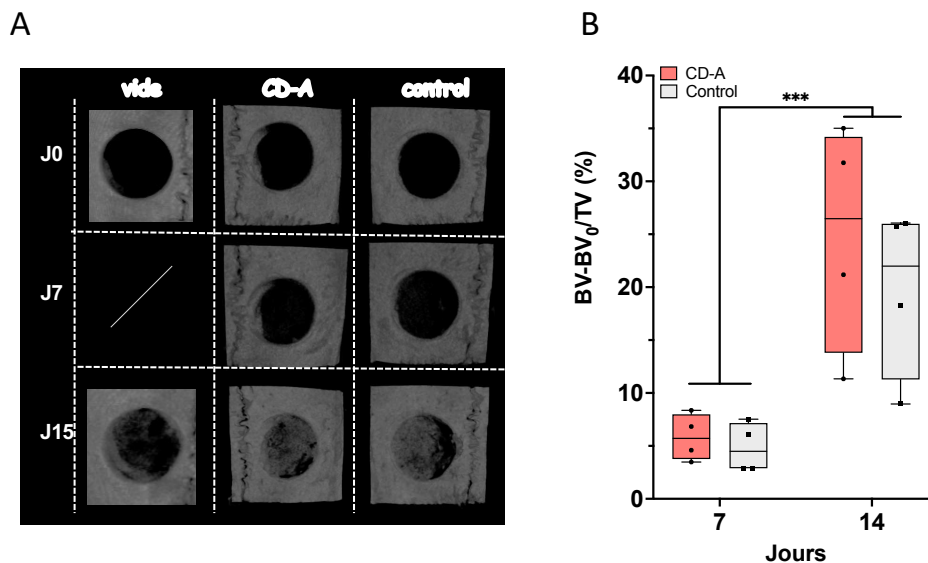 A
vide CD-A control
J0
J7
J15
B
CD-A
Control
***
BV-BV₀/TV (%)
40
30
20
10
0
7 14
Jours